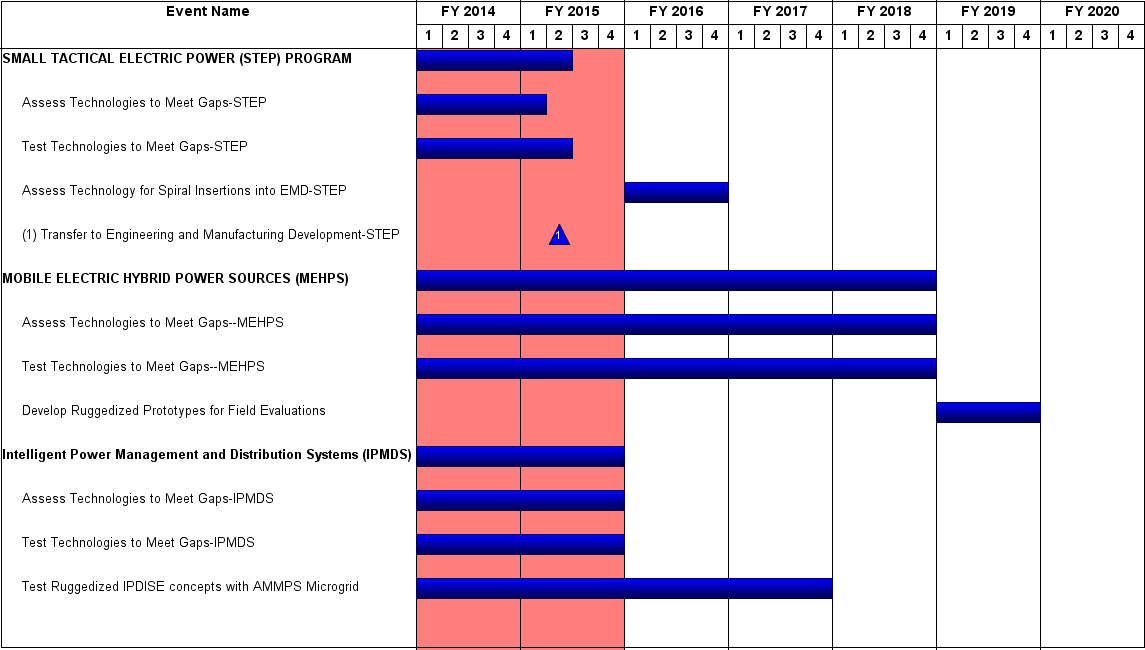 Event Name FY 2014 FY 2015 FY 2016 FY 2017 FY 2018 FY 2019 FY 2020
1 2 3 4 1 2 3 4 1 2 3 4 1 2 3 4 1 2 3 4 1 2 3 4 1 2 3 4
SMALL TACTICAL ELECTRIC POWER (STEP) PROGRAM
Assess Technologies to Meet Gaps-STEP
Test Technologies to Meet Gaps-STEP
Assess Technology for Spiral Insertions into EMD-STEP
(1) Transfer to Engineering and Manufacturing Development-STEP 1
MOBILE ELECTRIC HYBRID POWER SOURCES (MEHPS)
Assess Technologies to Meet Gaps--MEHPS
Test Technologies to Meet Gaps--MEHPS
Develop Ruggedized Prototypes for Field Evaluations
Intelligent Power Management and Distribution Systems (IPMDS)
Assess Technologies to Meet Gaps-IPMDS
Test Technologies to Meet Gaps-IPMDS
Test Ruggedized IPDISE concepts with AMMPS Microgrid